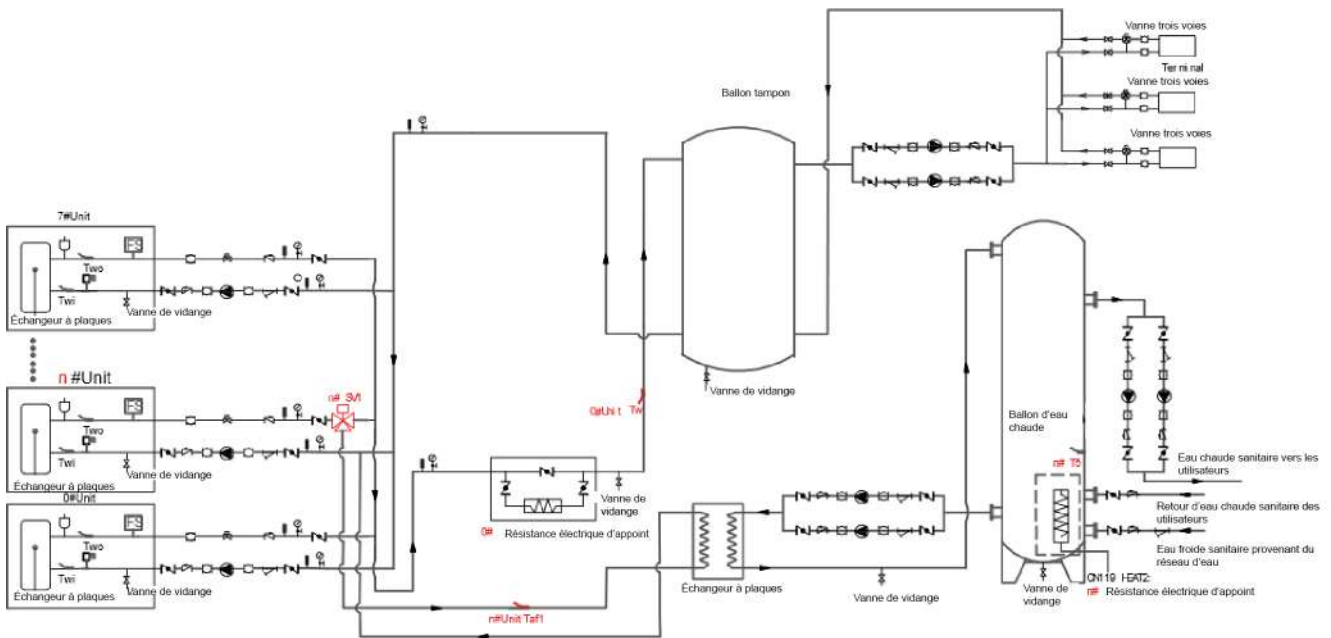 Vanne trois voies
Ter ni nal
Vanne trois voies
Vanne trois voies
Ballon tampon
7#Unit
FS
Two
Twi
Vanne de vidange
Échangeur à plaques
n #Unit
FS
n# SV1
Two
Twi
Vanne de vidange
Échangeur à plaques
0#Unit
FS
Two
Twi
Vanne de vidange
Échangeur à plaques
Vanne de vidange
0#Uni t Tw
Vanne de
vidange
0# Résistance électrique d'appoint
n#Unit Taf1
Échangeur à plaques
Vanne de vidange
Ballon d'eau
chaude
n# T5
Eau chaude sanitaire vers les
utilisateurs
Retour d'eau chaude sanitaire des
utilisateurs
Eau froide sanitaire provenant du
réseau d'eau
Vanne de
vidange
CN119 HEAT2:
n# Résistance électrique d'appoint